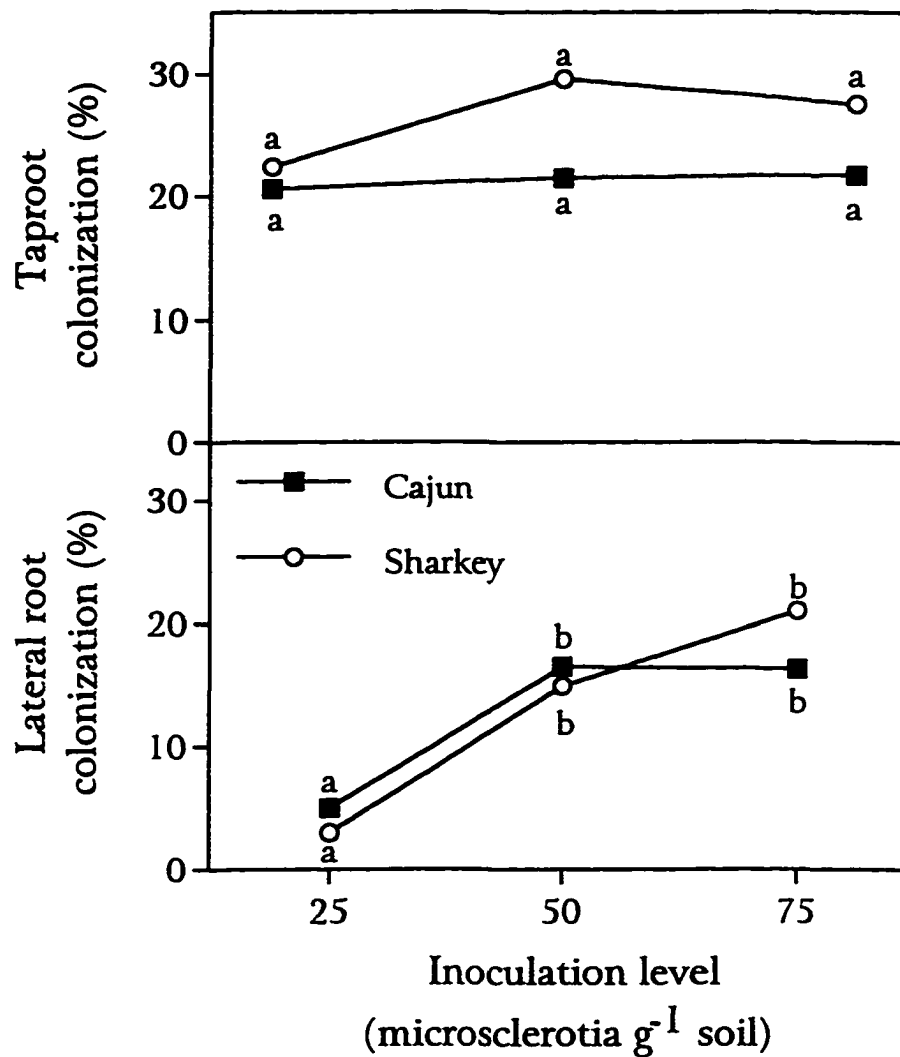 Taproot
colonization (%)
30
20
10
0
a
a
a
a
a
a
Lateral root
colonization (%)
30
20
10
0
Cajun
Sharkey
a
a
b
b
b
b
25 50 75
Inoculation level
(microsclerotia g-1 soil)